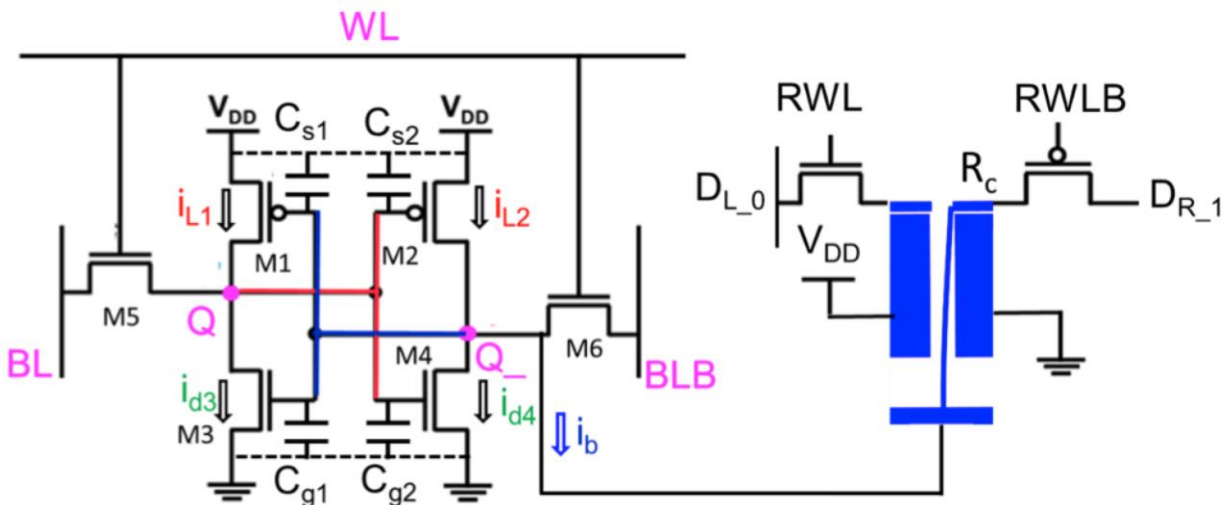 WL
V_DD
C_s1
C_s2
V_DD
i_L1
i_L2
M1
M2
M5
Q
M4
Q_
M6
BL
BLB
i_d3
i_d4
M3
i_b
C_g1
C_g2
RWL
RWLB
D_L_0
R_c
D_R_1
V_DD